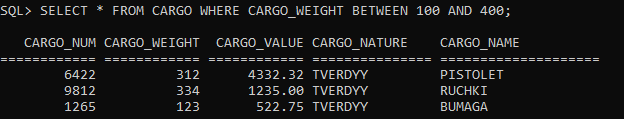 SQL> SELECT * FROM CARGO WHERE CARGO_WEIGHT BETWEEN 100 AND 400;
CARGO_NUM CARGO_WEIGHT CARGO_VALUE CARGO_NATURE CARGO_NAME
============ ============ ============ =============== ====================
6422 312 4332.32 TVERDYY PISTOLET
9812 334 1235.00 TVERDYY RUCHKI
1265 123 522.75 TVERDYY BUMAGA